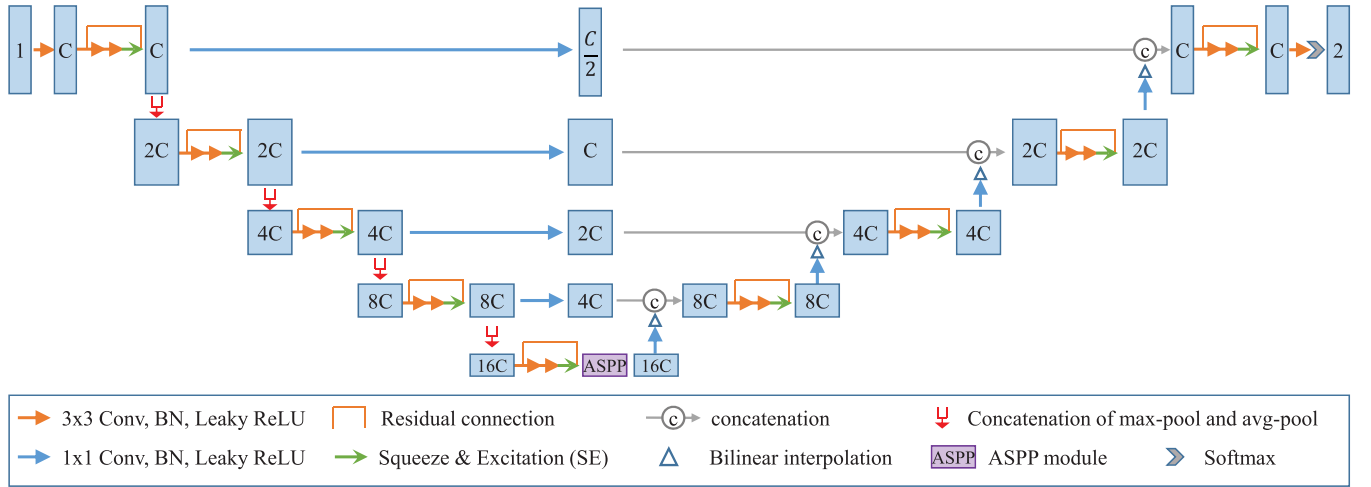 1 C C C/2 c C C 2
2C 2C C c 2C 2C
4C 4C 2C c 4C 4C
8C 8C 4C c 8C 8C
16C ASPP 16C
3x3 Conv, BN, Leaky ReLU Residual connection c concatenation Concatenation of max-pool and avg-pool
1x1 Conv, BN, Leaky ReLU Squeeze & Excitation (SE) Bilinear interpolation ASPP ASPP module Softmax